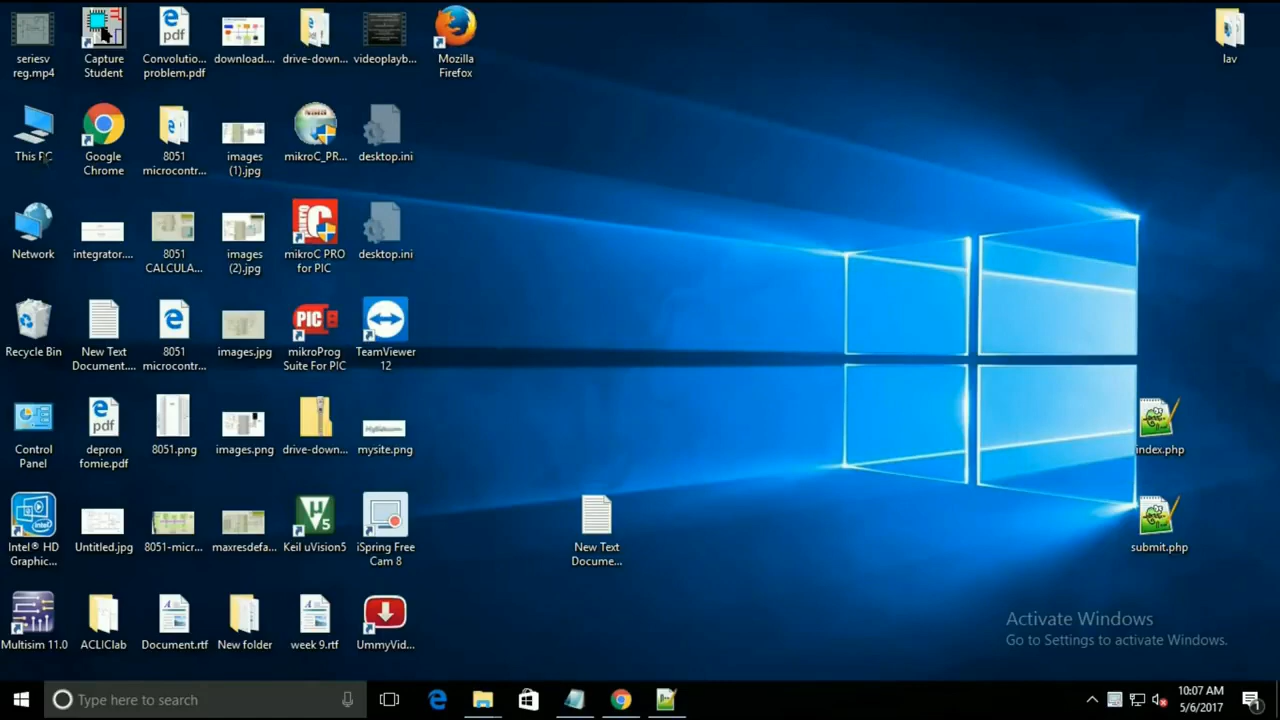 seriesv
reg.mp4
Capture
Student
pdf
Convolutio...
problem.pdf
download....
drive-down...
videoplayb...
Mozilla
Firefox
lav
This PC
Google
Chrome
8051
microcontr...
images
(1).jpg
mikroC_PR...
desktop.ini
Network
integrator....
8051
CALCULA...
images
(2).jpg
mikroC PRO
for PIC
desktop.ini
Recycle Bin
New Text
Document....
8051
microcontr...
images.jpg
PIC
mikroProg
Suite For PIC
TeamViewer
12
Control
Panel
pdf
depron
fomie.pdf
8051.png
images.png
drive-down...
mysite.png
index.php
intel
Intel® HD
Graphic...
Untitled.jpg
8051-micr...
maxresdefa...
Keil uVision5
iSpring Free
Cam 8
New Text
Docume...
submit.php
Multisim 11.0
ACLIClab
Document.rtf
New folder
week 9.rtf
UmmyVid...
Activate Windows
Go to Settings to activate Windows.
Type here to search
10:07 AM
5/6/2017
1